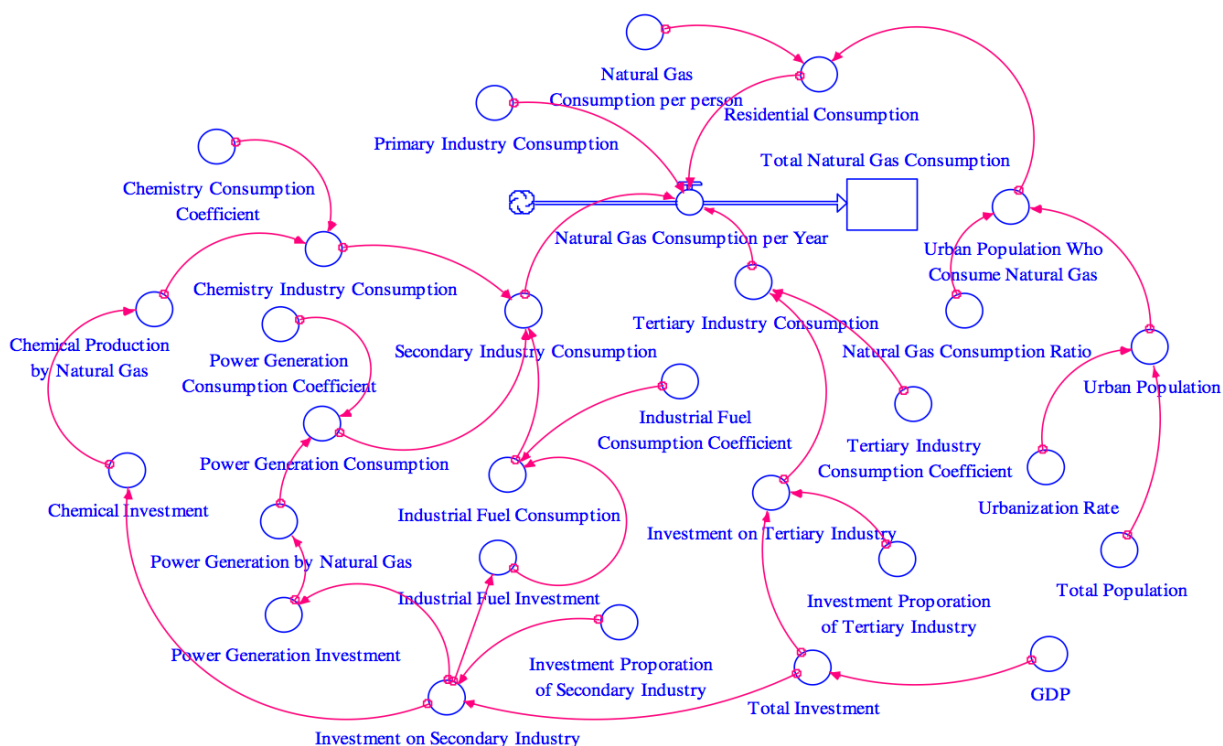 Natural Gas
Consumption per person
Residential Consumption
Primary Industry Consumption
Total Natural Gas Consumption
Chemistry Consumption
Coefficient
Natural Gas Consumption per Year
Urban Population Who
Consume Natural Gas
Chemistry Industry Consumption
Tertiary Industry Consumption
Chemical Production
by Natural Gas
Power Generation
Consumption Coefficient
Secondary Industry Consumption
Natural Gas Consumption Ratio
Urban Population
Industrial Fuel
Consumption Coefficient
Tertiary Industry
Consumption Coefficient
Power Generation Consumption
Chemical Investment
Industrial Fuel Consumption
Urbanization Rate
Investment on Tertiary Industry
Power Generation by Natural Gas
Total Population
Industrial Fuel Investment
Investment Proporation
of Tertiary Industry
Power Generation Investment
Investment Proporation
of Secondary Industry
GDP
Total Investment
Investment on Secondary Industry